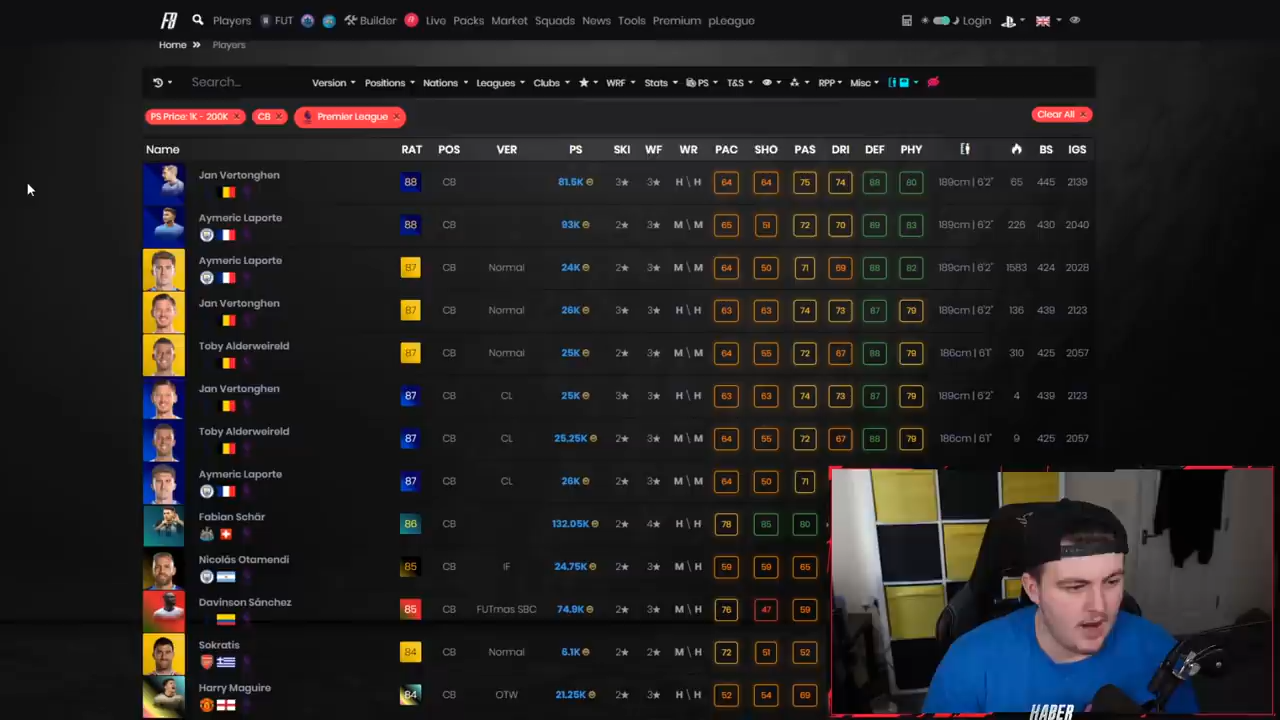 FB Players FUT Builder Live Packs Market Squads News Tools Premium pLeague Login
Home » Players
Search... Version Positions Nations Leagues Clubs WRF Stats PS T&S RPP Misc
PS Price: 1K - 200K × CB × Premier League × Clear All ×
Name RAT POS VER PS SKI WF WR PAC SHO PAS DRI DEF PHY BS IGS
Jan Vertonghen 88 CB 81.5K 3★ 3★ H \ H 64 64 75 74 88 80 189cm | 6'2" 65 445 2139
Aymeric Laporte 88 CB 93K 2★ 3★ M \ M 65 51 72 70 89 83 189cm | 6'2" 226 430 2040
Aymeric Laporte 87 CB Normal 24K 2★ 3★ M \ M 64 50 71 69 88 82 189cm | 6'2" 1583 424 2028
Jan Vertonghen 87 CB Normal 26K 3★ 3★ H \ H 63 63 74 73 87 79 189cm | 6'2" 136 439 2123
Toby Alderweireld 87 CB Normal 25K 2★ 3★ M \ M 64 55 72 67 88 79 186cm | 6'1" 310 425 2057
Jan Vertonghen 87 CB CL 25K 3★ 3★ H \ H 63 63 74 73 87 79 189cm | 6'2" 4 439 2123
Toby Alderweireld 87 CB CL 25.25K 2★ 3★ M \ M 64 55 72 67 88 79 186cm | 6'1" 9 425 2057
Aymeric Laporte 87 CB CL 26K 2★ 3★ M \ M 64 50 71
Fabian Schär 86 CB 132.05K 2★ 4★ H \ H 78 85 80
Nicolás Otamendi 85 CB IF 24.75K 2★ 3★ M \ H 59 59 65
Davinson Sánchez 85 CB FUTmas SBC 74.9K 2★ 3★ M \ H 76 47 59
Sokratis 84 CB Normal 6.1K 2★ 2★ M \ H 72 51 52
Harry Maguire 84 CB OTW 21.25K 2★ 3★ H \ H 52 54 69
HABER